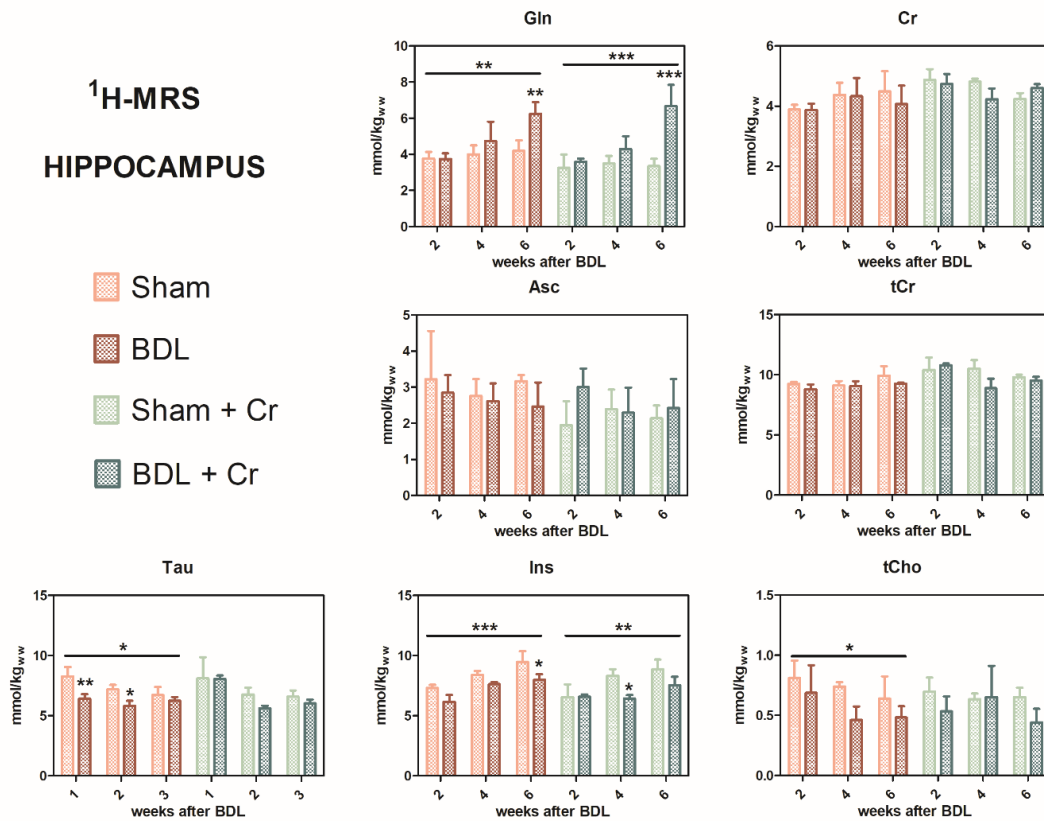 ¹H-MRS
HIPPOCAMPUS
Sham
BDL
Sham + Cr
BDL + Cr
Gln
10
8
6
4
2
0
mmol/kgww
**
**
***
***
2 4 6 2 4 6
weeks after BDL
Cr
6
4
2
0
mmol/kgww
2 4 6 2 4 6
weeks after BDL
Asc
5
4
3
2
1
0
mmol/kgww
2 4 6 2 4 6
weeks after BDL
tCr
15
10
5
0
mmol/kgww
2 4 6 2 4 6
weeks after BDL
Tau
15
10
5
0
mmol/kgww
*
**
*
1 2 3 1 2 3
weeks after BDL
Ins
15
10
5
0
mmol/kgww
***
*
**
*
2 4 6 2 4 6
weeks after BDL
tCho
1.5
1.0
0.5
0.0
mmol/kgww
*
2 4 6 2 4 6
weeks after BDL